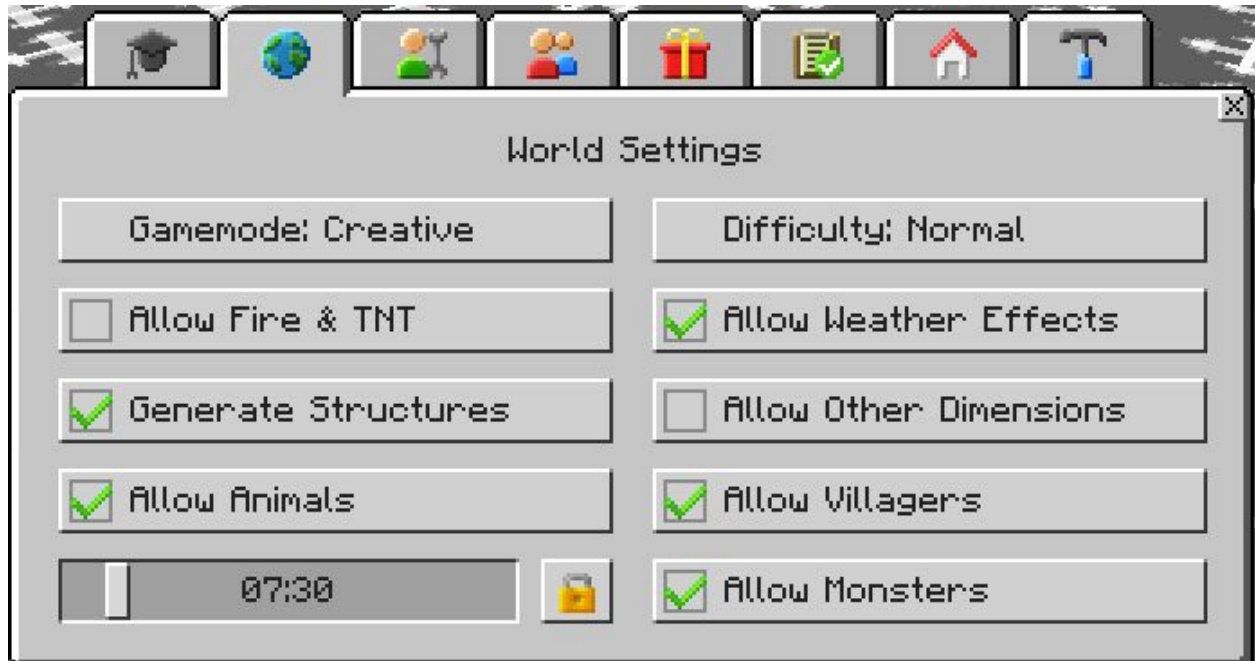 World Settings
Gamemode: Creative
Difficulty: Normal
Allow Fire & TNT
Allow Weather Effects
Generate Structures
Allow Other Dimensions
Allow Animals
Allow Villagers
07:30
Allow Monsters